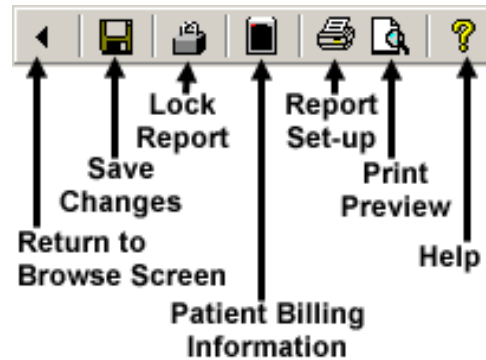 Lock
Report
Report
Set-up
Save
Changes
Print
Preview
Return to
Browse Screen
Help
Patient Billing
Information